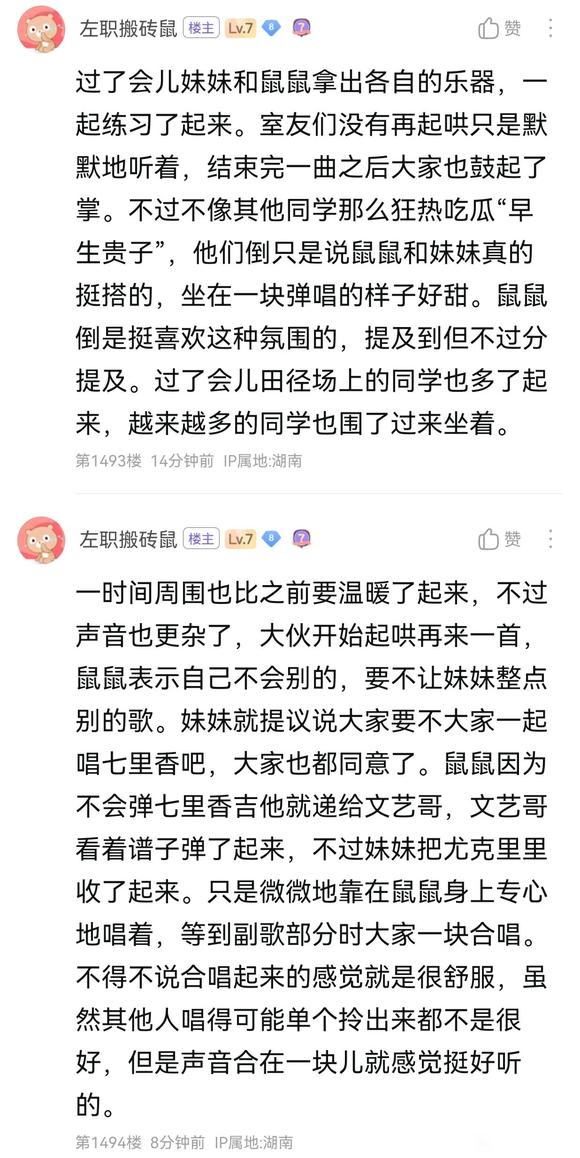 左职搬砖鼠 楼主 Lv.7 8 7 赞
过了会儿妹妹和鼠鼠拿出各自的乐器，一
起练习了起来。室友们没有再起哄只是默
默地听着，结束完一曲之后大家也鼓起了
掌。不过不像其他同学那么狂热吃瓜“早
生贵子”，他们倒只是说鼠鼠和妹妹真的
挺搭的，坐在一块弹唱的样子好甜。鼠鼠
倒是挺喜欢这种氛围的，提及到但不过分
提及。过了会儿田径场上的同学也多了起
来，越来越多的同学也围了过来坐着。
第1493楼 14分钟前 IP属地:湖南
左职搬砖鼠 楼主 Lv.7 8 7 赞
一时间周围也比之前要温暖了起来，不过
声音也更杂了，大伙开始起哄再来一首，
鼠鼠表示自己不会别的，要不让妹妹整点
别的歌。妹妹就提议说大家要不大家一起
唱七里香吧，大家也都同意了。鼠鼠因为
不会弹七里香吉他就递给文艺哥，文艺哥
看着谱子弹了起来，不过妹妹把尤克里里
收了起来。只是微微地靠在鼠鼠身上专心
地唱着，等到副歌部分时大家一块合唱。
不得不说合唱起来的感觉就是很舒服，虽
然其他人唱得可能单个拎出来都不是很
好，但是声音合在一块儿就感觉挺好听
的。
第1494楼 8分钟前 IP属地:湖南